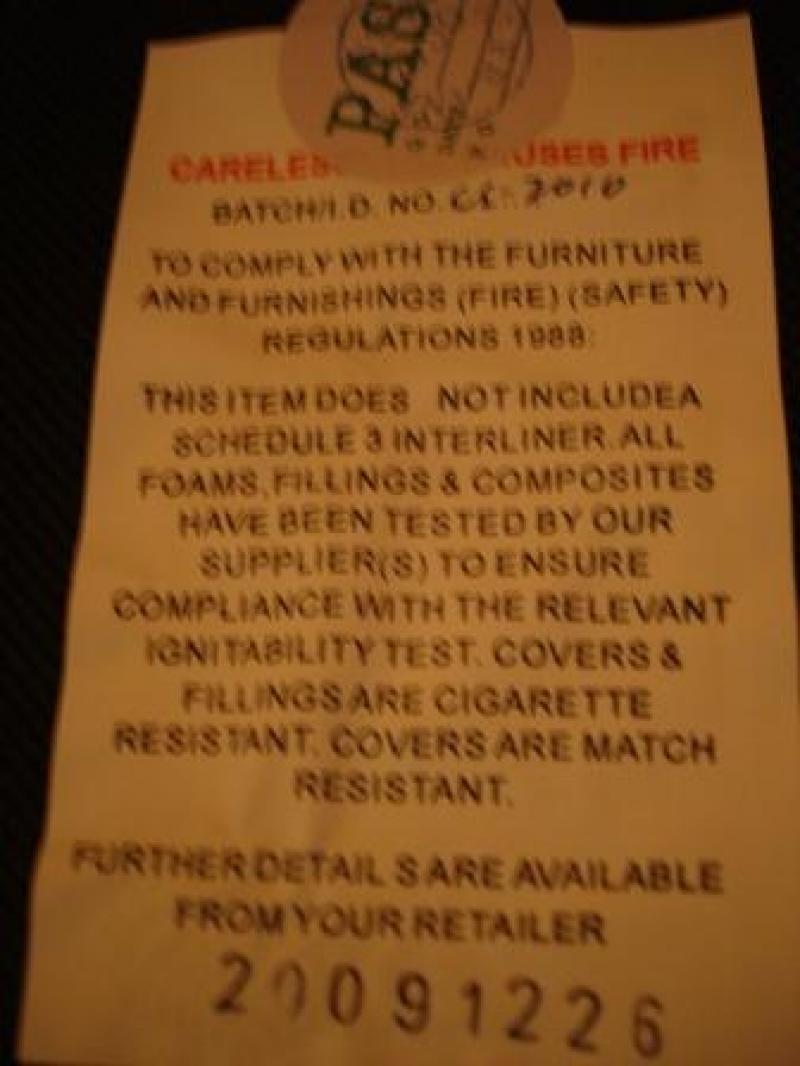 PAS
CARELES USES FIRE
BATCH/I.D. NO. CL: 2010
TO COMPLY WITH THE FURNITURE
AND FURNISHINGS (FIRE) (SAFETY)
REGULATIONS 1988:
THIS ITEM DOES NOT INCLUDEA
SCHEDULE 3 INTERLINER. ALL
FOAMS, FILLINGS & COMPOSITES
HAVE BEEN TESTED BY OUR
SUPPLIER(S) TO ENSURE
COMPLIANCE WITH THE RELEVANT
IGNITABILITY TEST. COVERS &
FILLINGS ARE CIGARETTE
RESISTANT. COVERS ARE MATCH
RESISTANT.
FURTHER DETAIL SARE AVAILABLE
FROM YOUR RETAILER
20091226